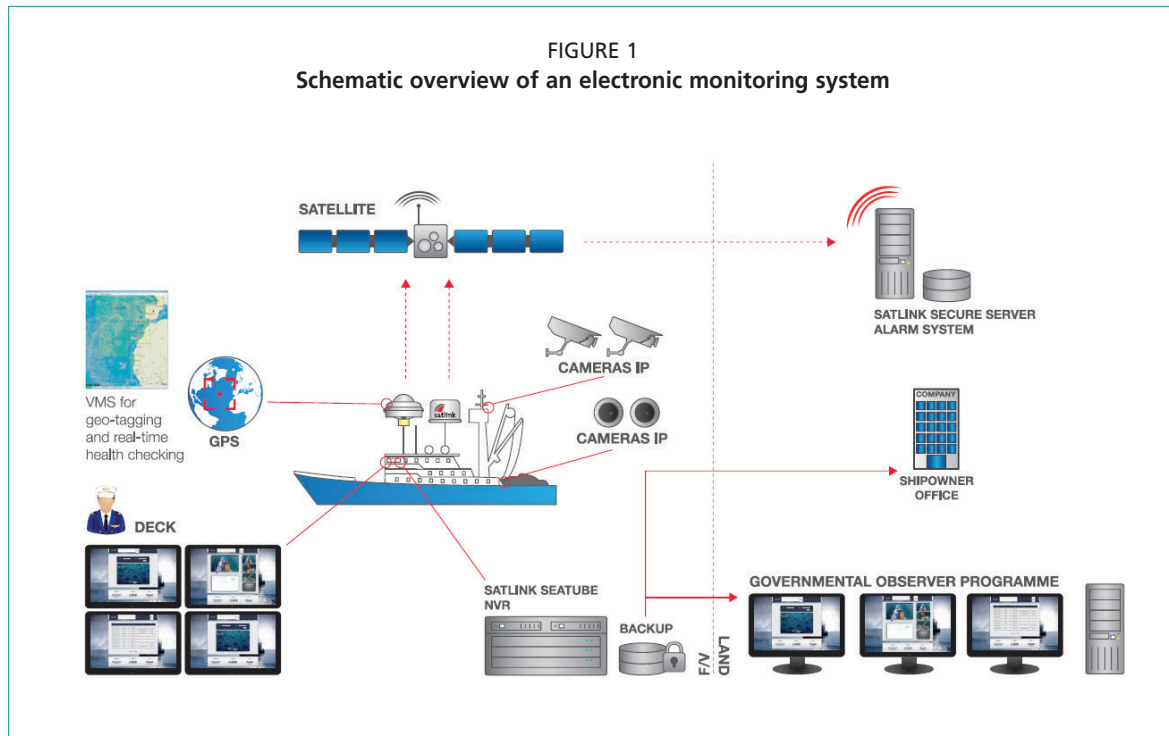 FIGURE 1
Schematic overview of an electronic monitoring system
SATELLITE
SATLINK SECURE SERVER
ALARM SYSTEM
CAMERAS IP
VMS for
geo-tagging
and real-time
health checking
GPS
satlink
CAMERAS IP
COMPANY
SHIPOWNER
OFFICE
DECK
SATLINK SEATUBE
NVR
BACKUP
F/V
LAND
GOVERNMENTAL OBSERVER PROGRAMME